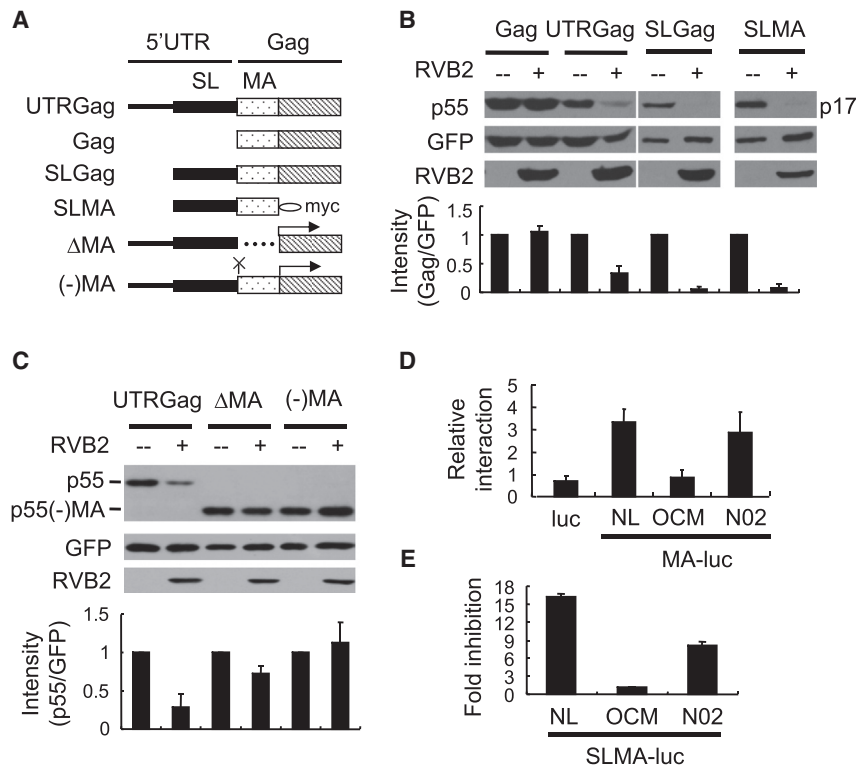 A
5'UTR Gag
SL MA
UTRGag
Gag
SLGag
SLMA
myc
ΔMA
(-)MA
B
Gag UTRGag SLGag SLMA
RVB2 -- + -- + -- + -- +
p55 p17
GFP
RVB2
Intensity
(Gag/GFP)
1.5
1
0.5
0
C
UTRGag ΔMA (-)MA
RVB2 -- + -- + -- +
p55
p55(-)MA
GFP
RVB2
Intensity
(p55/GFP)
1.5
1
0.5
0
D
Relative
interaction
5
4
3
2
1
0
luc NL OCM N02
MA-luc
E
Fold inhibition
18
15
12
9
6
3
0
NL OCM N02
SLMA-luc